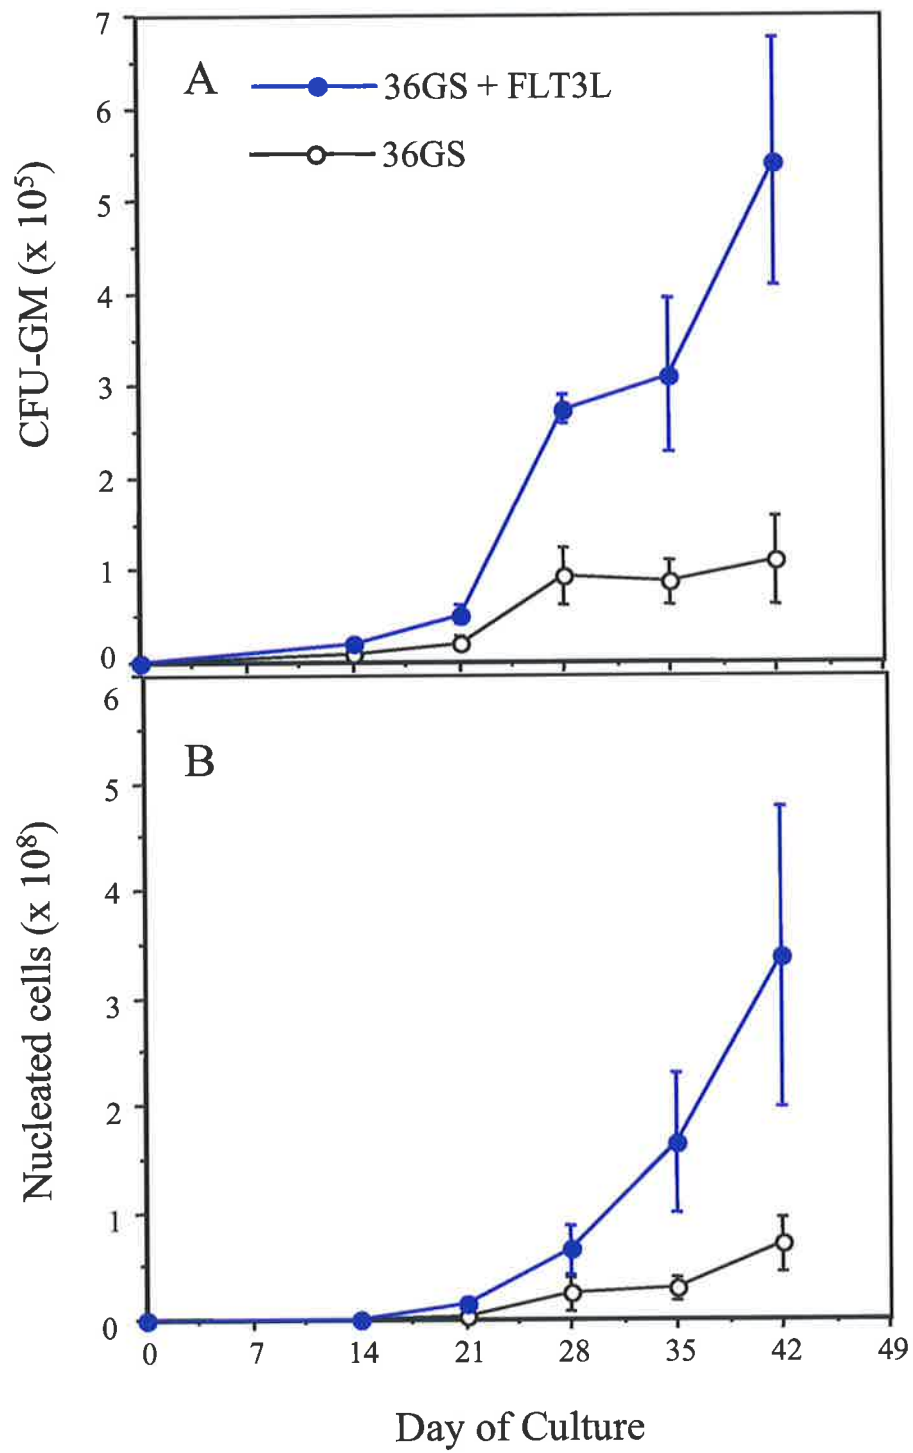 7
A
36GS + FLT3L
36GS
6
5
4
3
2
1
0
CFU-GM (x 10⁵)
6
B
5
4
3
2
1
0
Nucleated cells (x 10⁸)
0 7 14 21 28 35 42 49
Day of Culture